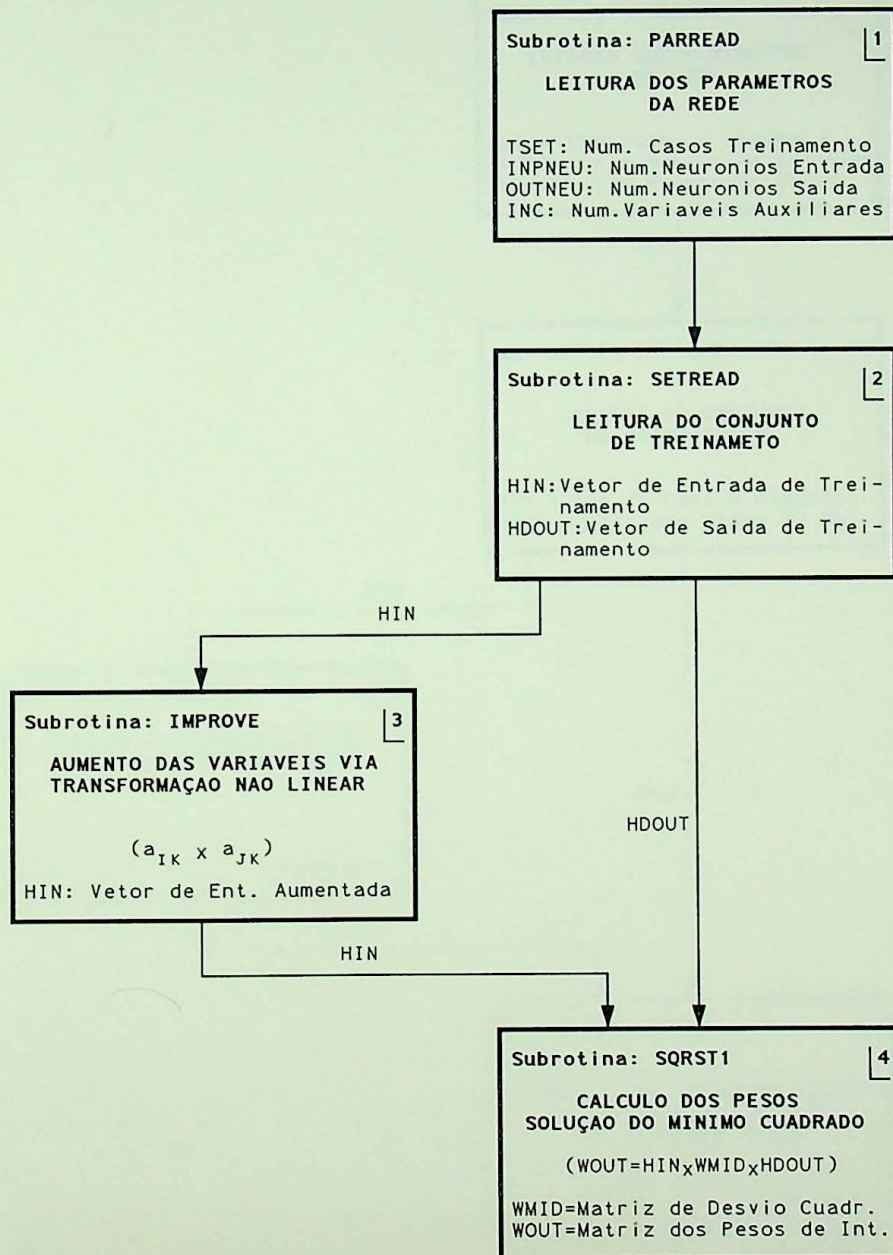 Subrotina: PARREAD 1
LEITURA DOS PARAMETROS
DA REDE
TSET: Num. Casos Treinamento
INPNEU: Num.Neuronios Entrada
OUTNEU: Num.Neuronios Saida
INC: Num.Variaveis Auxiliares
Subrotina: SETREAD 2
LEITURA DO CONJUNTO
DE TREINAMETO
HIN:Vetor de Entrada de Trei-
namento
HDOUT:Vetor de Saida de Trei-
namento
HIN
Subrotina: IMPROVE 3
AUMENTO DAS VARIAVEIS VIA
TRANSFORMAÇAO NAO LINEAR
(a_IK x a_JK)
HIN: Vetor de Ent. Aumentada
HDOUT
HIN
Subrotina: SQRST1 4
CALCULO DOS PESOS
SOLUÇAO DO MINIMO CUADRADO
(WOUT=HINxWMIDxHDOUT)
WMID=Matriz de Desvio Cuadr.
WOUT=Matriz dos Pesos de Int.